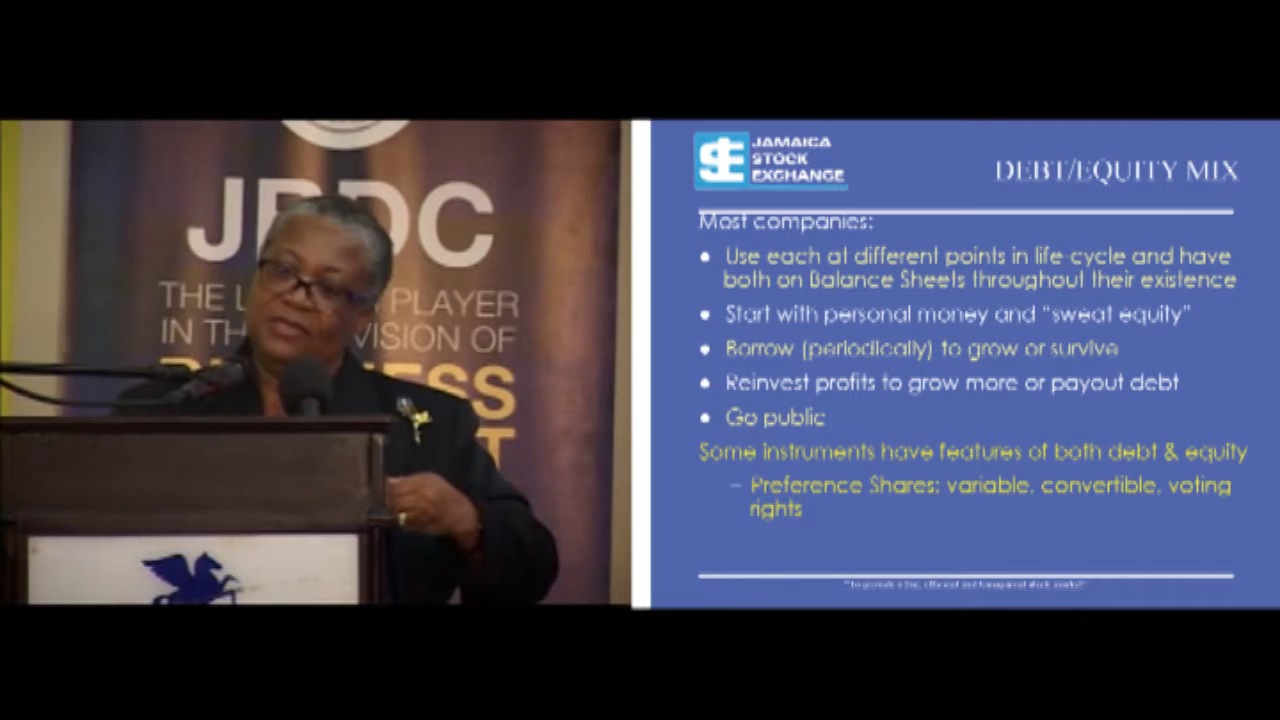 JBDC
THE L PLAYER
IN TH VISION OF
JAMAICA
STOCK
EXCHANGE
DEBT/EQUITY MIX
Most companies:
• Use each at different points in life-cycle and have
both on Balance Sheets throughout their existence
• Start with personal money and “sweat equity”
• Borrow (periodically) to grow or survive
• Reinvest profits to grow more or payout debt
• Go public
Some instruments have features of both debt & equity
– Preference Shares: variable, convertible, voting
rights